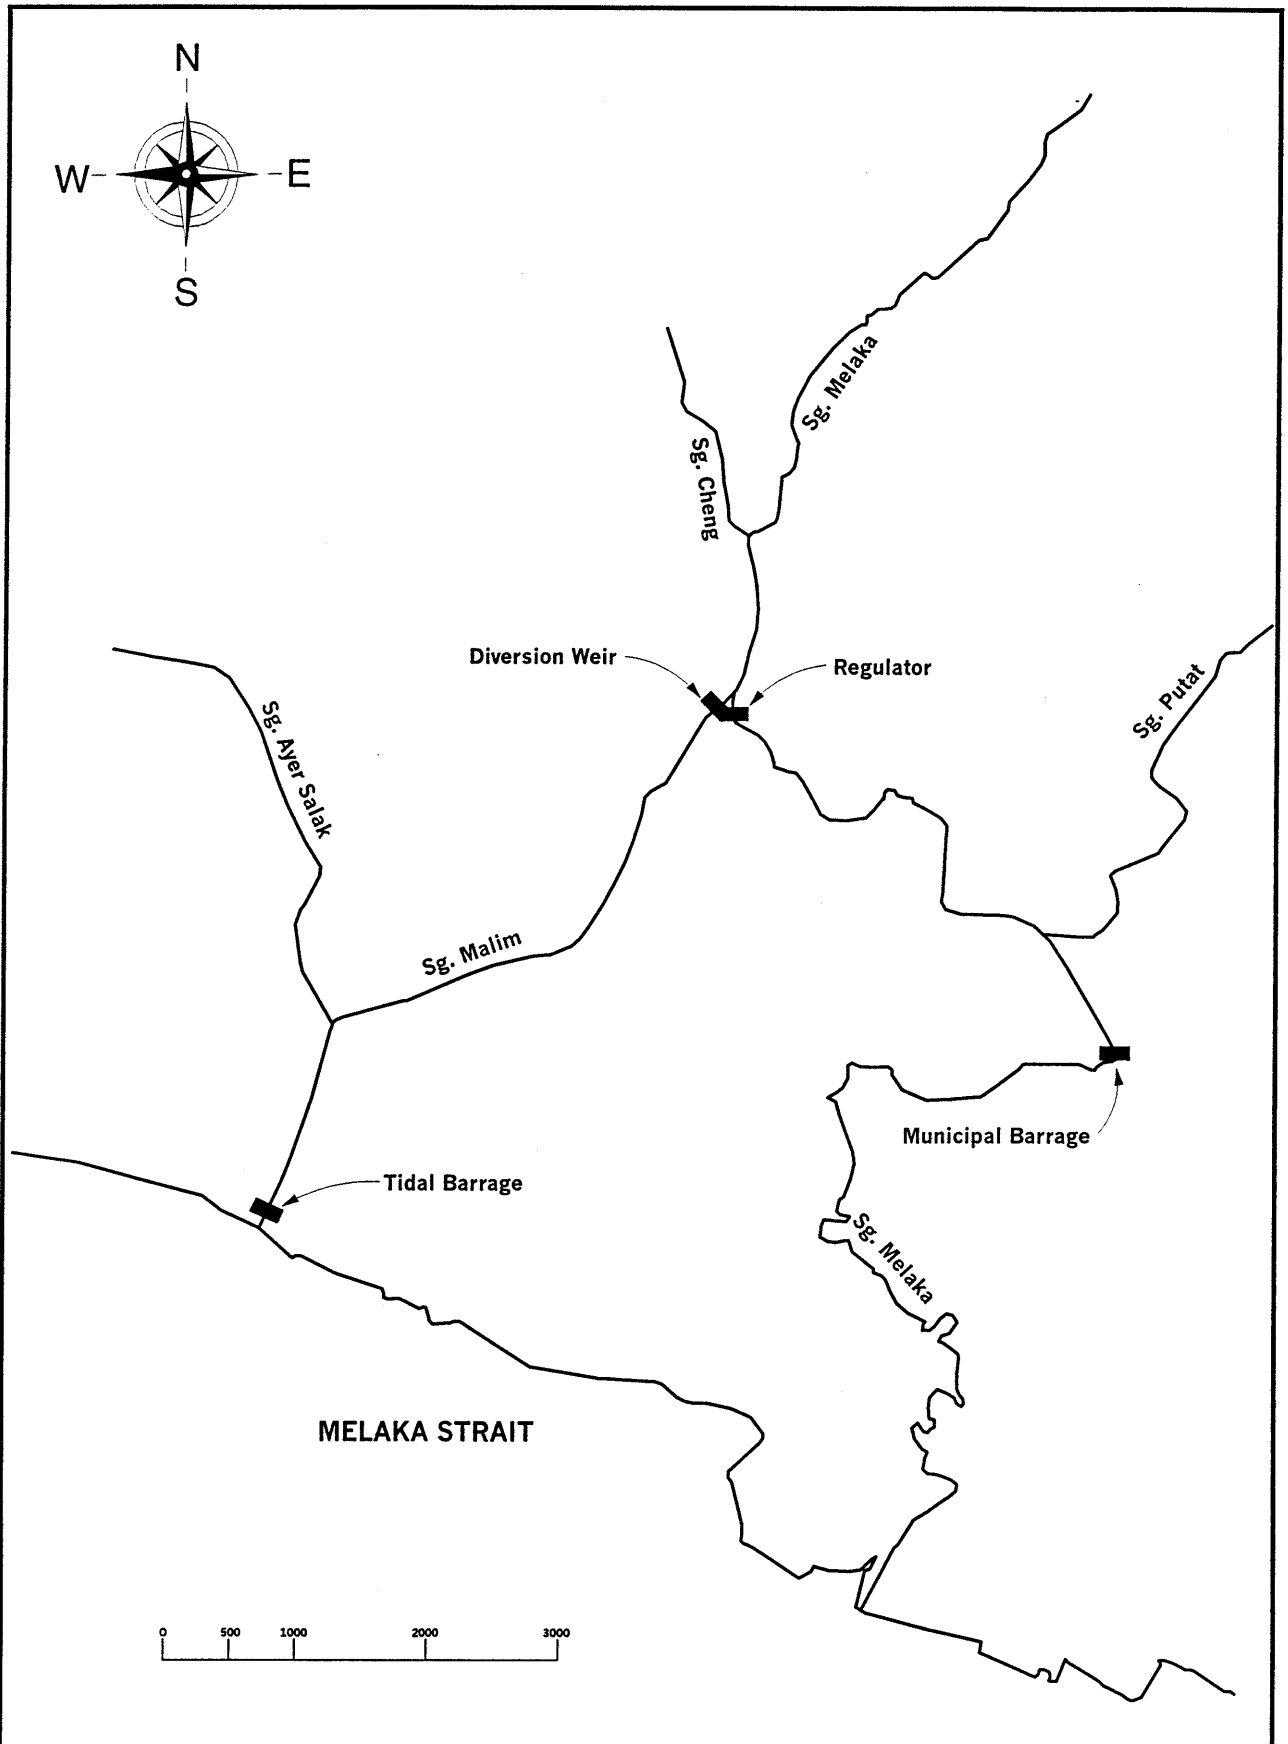 N
W
E
S
Sg. Melaka
Sg. Cheng
Diversion Weir
Regulator
Sg. Putat
Sg. Ayer Salak
Sg. Malim
Municipal Barrage
Tidal Barrage
Sg. Melaka
MELAKA STRAIT
0 500 1000 2000 3000